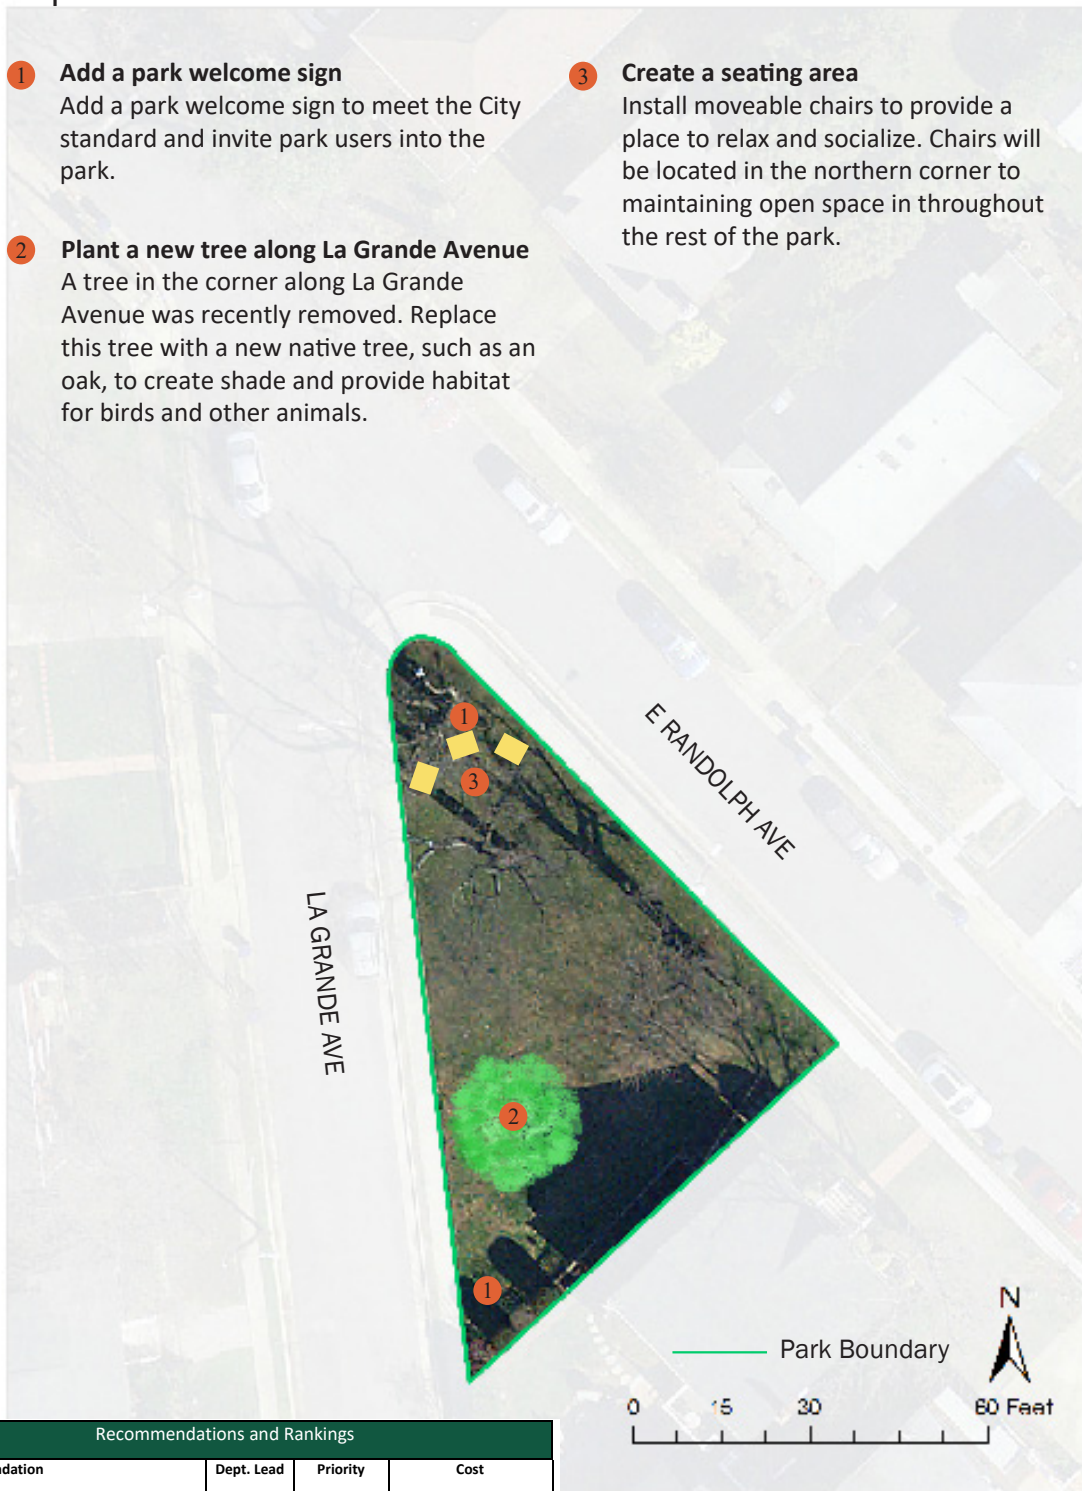 1 Add a park welcome sign
Add a park welcome sign to meet the City
standard and invite park users into the
park.
2 Plant a new tree along La Grande Avenue
A tree in the corner along La Grande
Avenue was recently removed. Replace
this tree with a new native tree, such as an
oak, to create shade and provide habitat
for birds and other animals.
3 Create a seating area
Install moveable chairs to provide a
place to relax and socialize. Chairs will
be located in the northern corner to
maintaining open space in throughout
the rest of the park.
1
3
E RANDOLPH AVE
LA GRANDE AVE
2
1
N
Park Boundary
0 15 30 60 Feet
Recommendations and Rankings
Dept. Lead Priority Cost